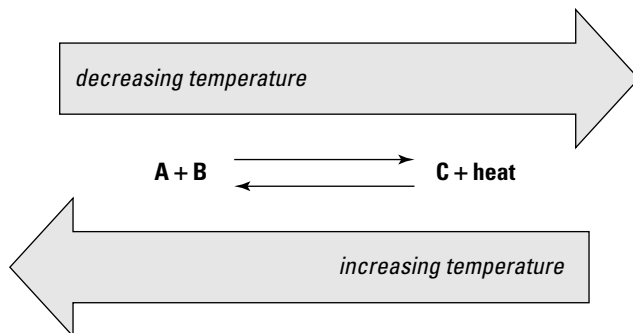 decreasing temperature
A + B C + heat
increasing temperature